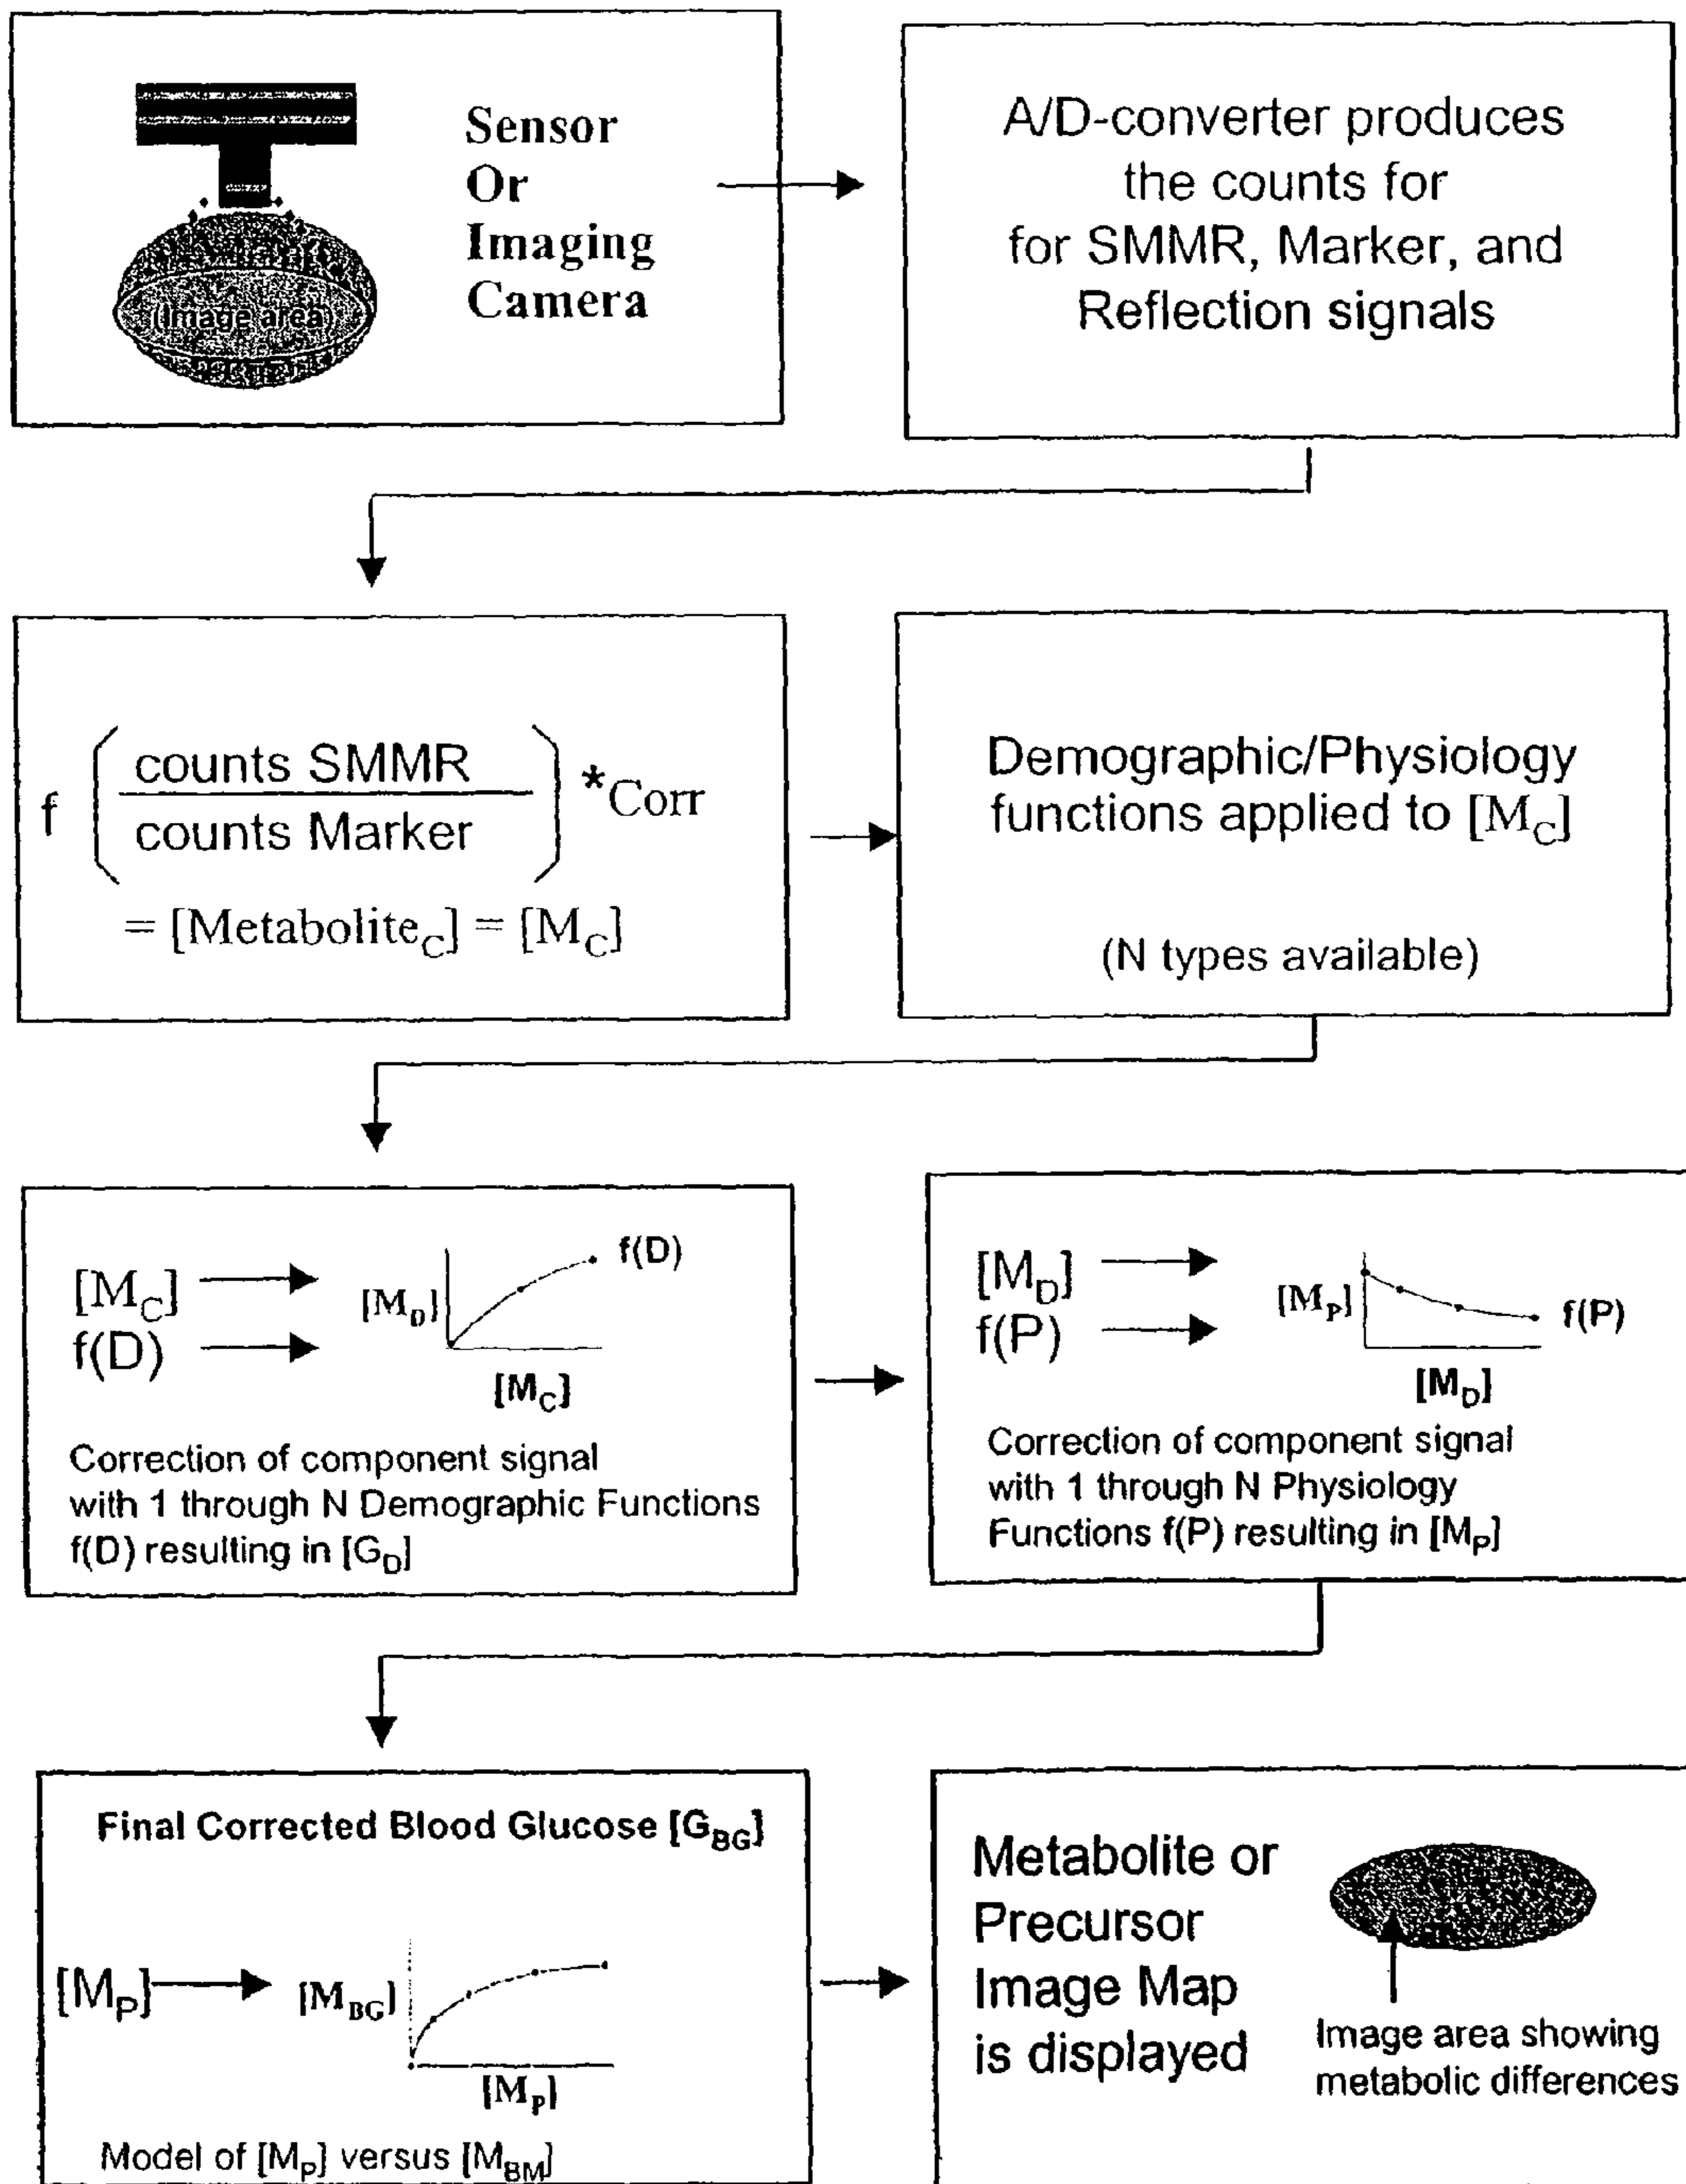 Sensor
Or
Imaging
Camera
(Image area)
A/D-converter produces
the counts for
for SMMR, Marker, and
Reflection signals
f ( counts SMMR
counts Marker ) *Corr
= [Metabolite_C] = [M_C]
Demographic/Physiology
functions applied to [M_C]
(N types available)
[M_C]
f(D)
[M_D]
f(D)
[M_C]
Correction of component signal
with 1 through N Demographic Functions
f(D) resulting in [G_D]
[M_D]
f(P)
[M_P]
f(P)
[M_D]
Correction of component signal
with 1 through N Physiology
Functions f(P) resulting in [M_P]
Final Corrected Blood Glucose [G_BG]
[M_P]
[M_BG]
[M_P]
Model of [M_P] versus [M_BM]
Metabolite or
Precursor
Image Map
is displayed
Image area showing
metabolic differences